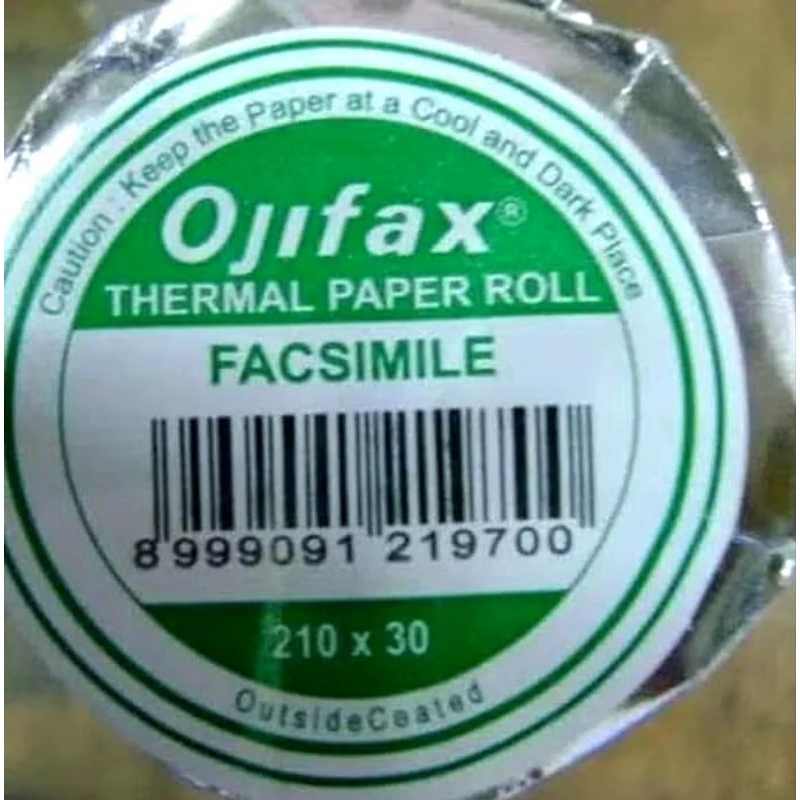 Caution : Keep the Paper at a Cool and Dark Place
Ojifax®
THERMAL PAPER ROLL
FACSIMILE
8 999091 219700
210 x 30
OutsideCoated